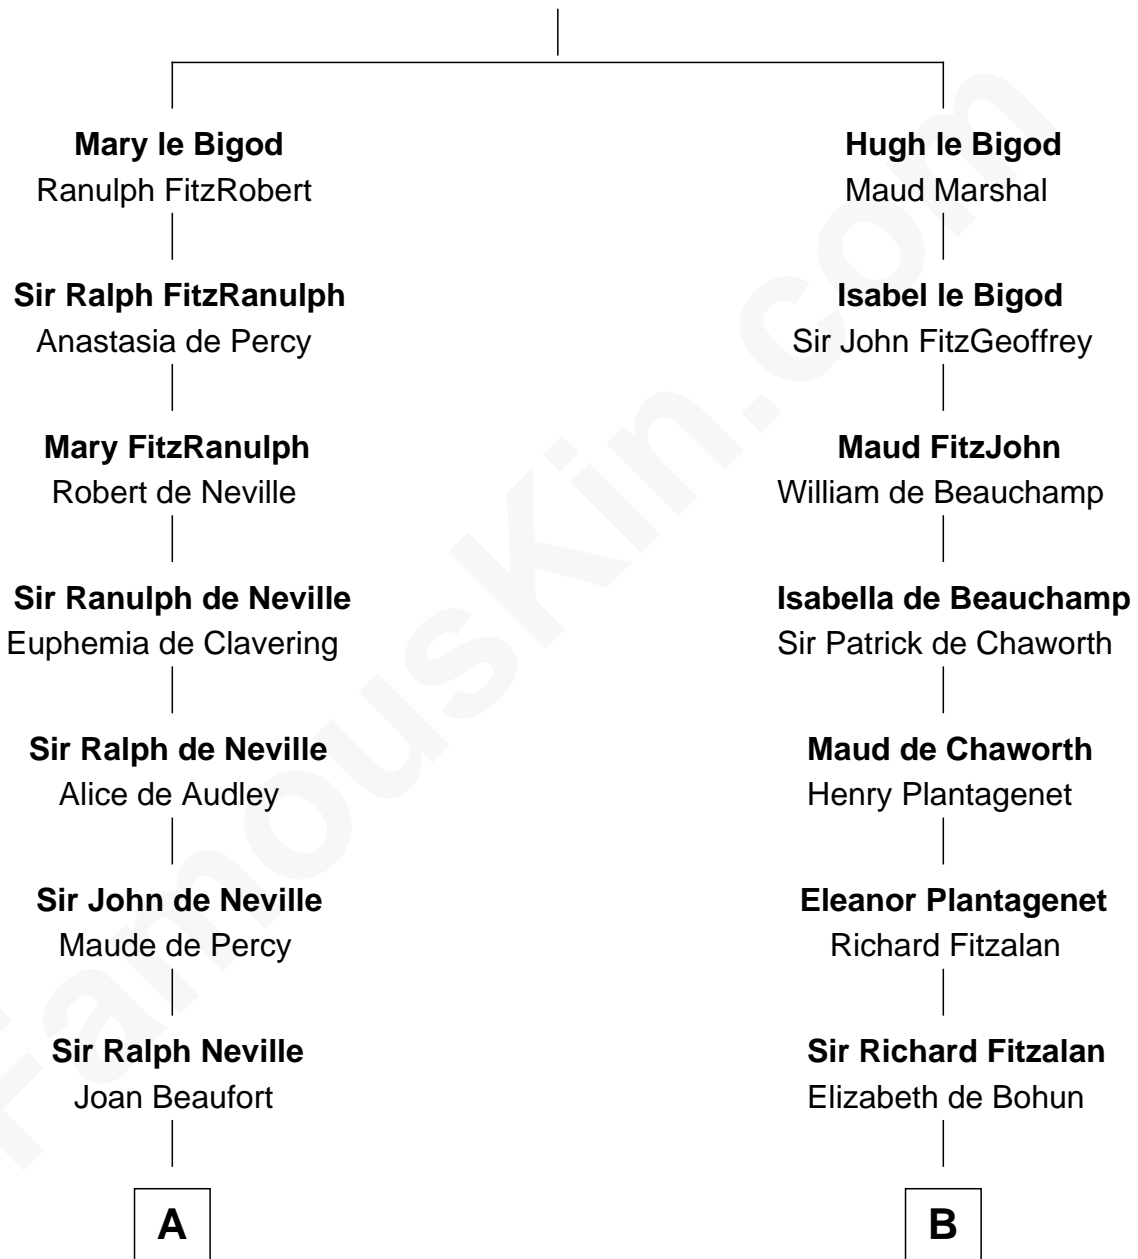 Mary le Bigod
Ranulph FitzRobert
Sir Ralph FitzRanulph
Anastasia de Percy
Mary FitzRanulph
Robert de Neville
Sir Ranulph de Neville
Euphemia de Clavering
Sir Ralph de Neville
Alice de Audley
Sir John de Neville
Maude de Percy
Sir Ralph Neville
Joan Beaufort
A
Hugh le Bigod
Maud Marshal
Isabel le Bigod
Sir John FitzGeoffrey
Maud FitzJohn
William de Beauchamp
Isabella de Beauchamp
Sir Patrick de Chaworth
Maud de Chaworth
Henry Plantagenet
Eleanor Plantagenet
Richard Fitzalan
Sir Richard Fitzalan
Elizabeth de Bohun
B
FamousKin.com